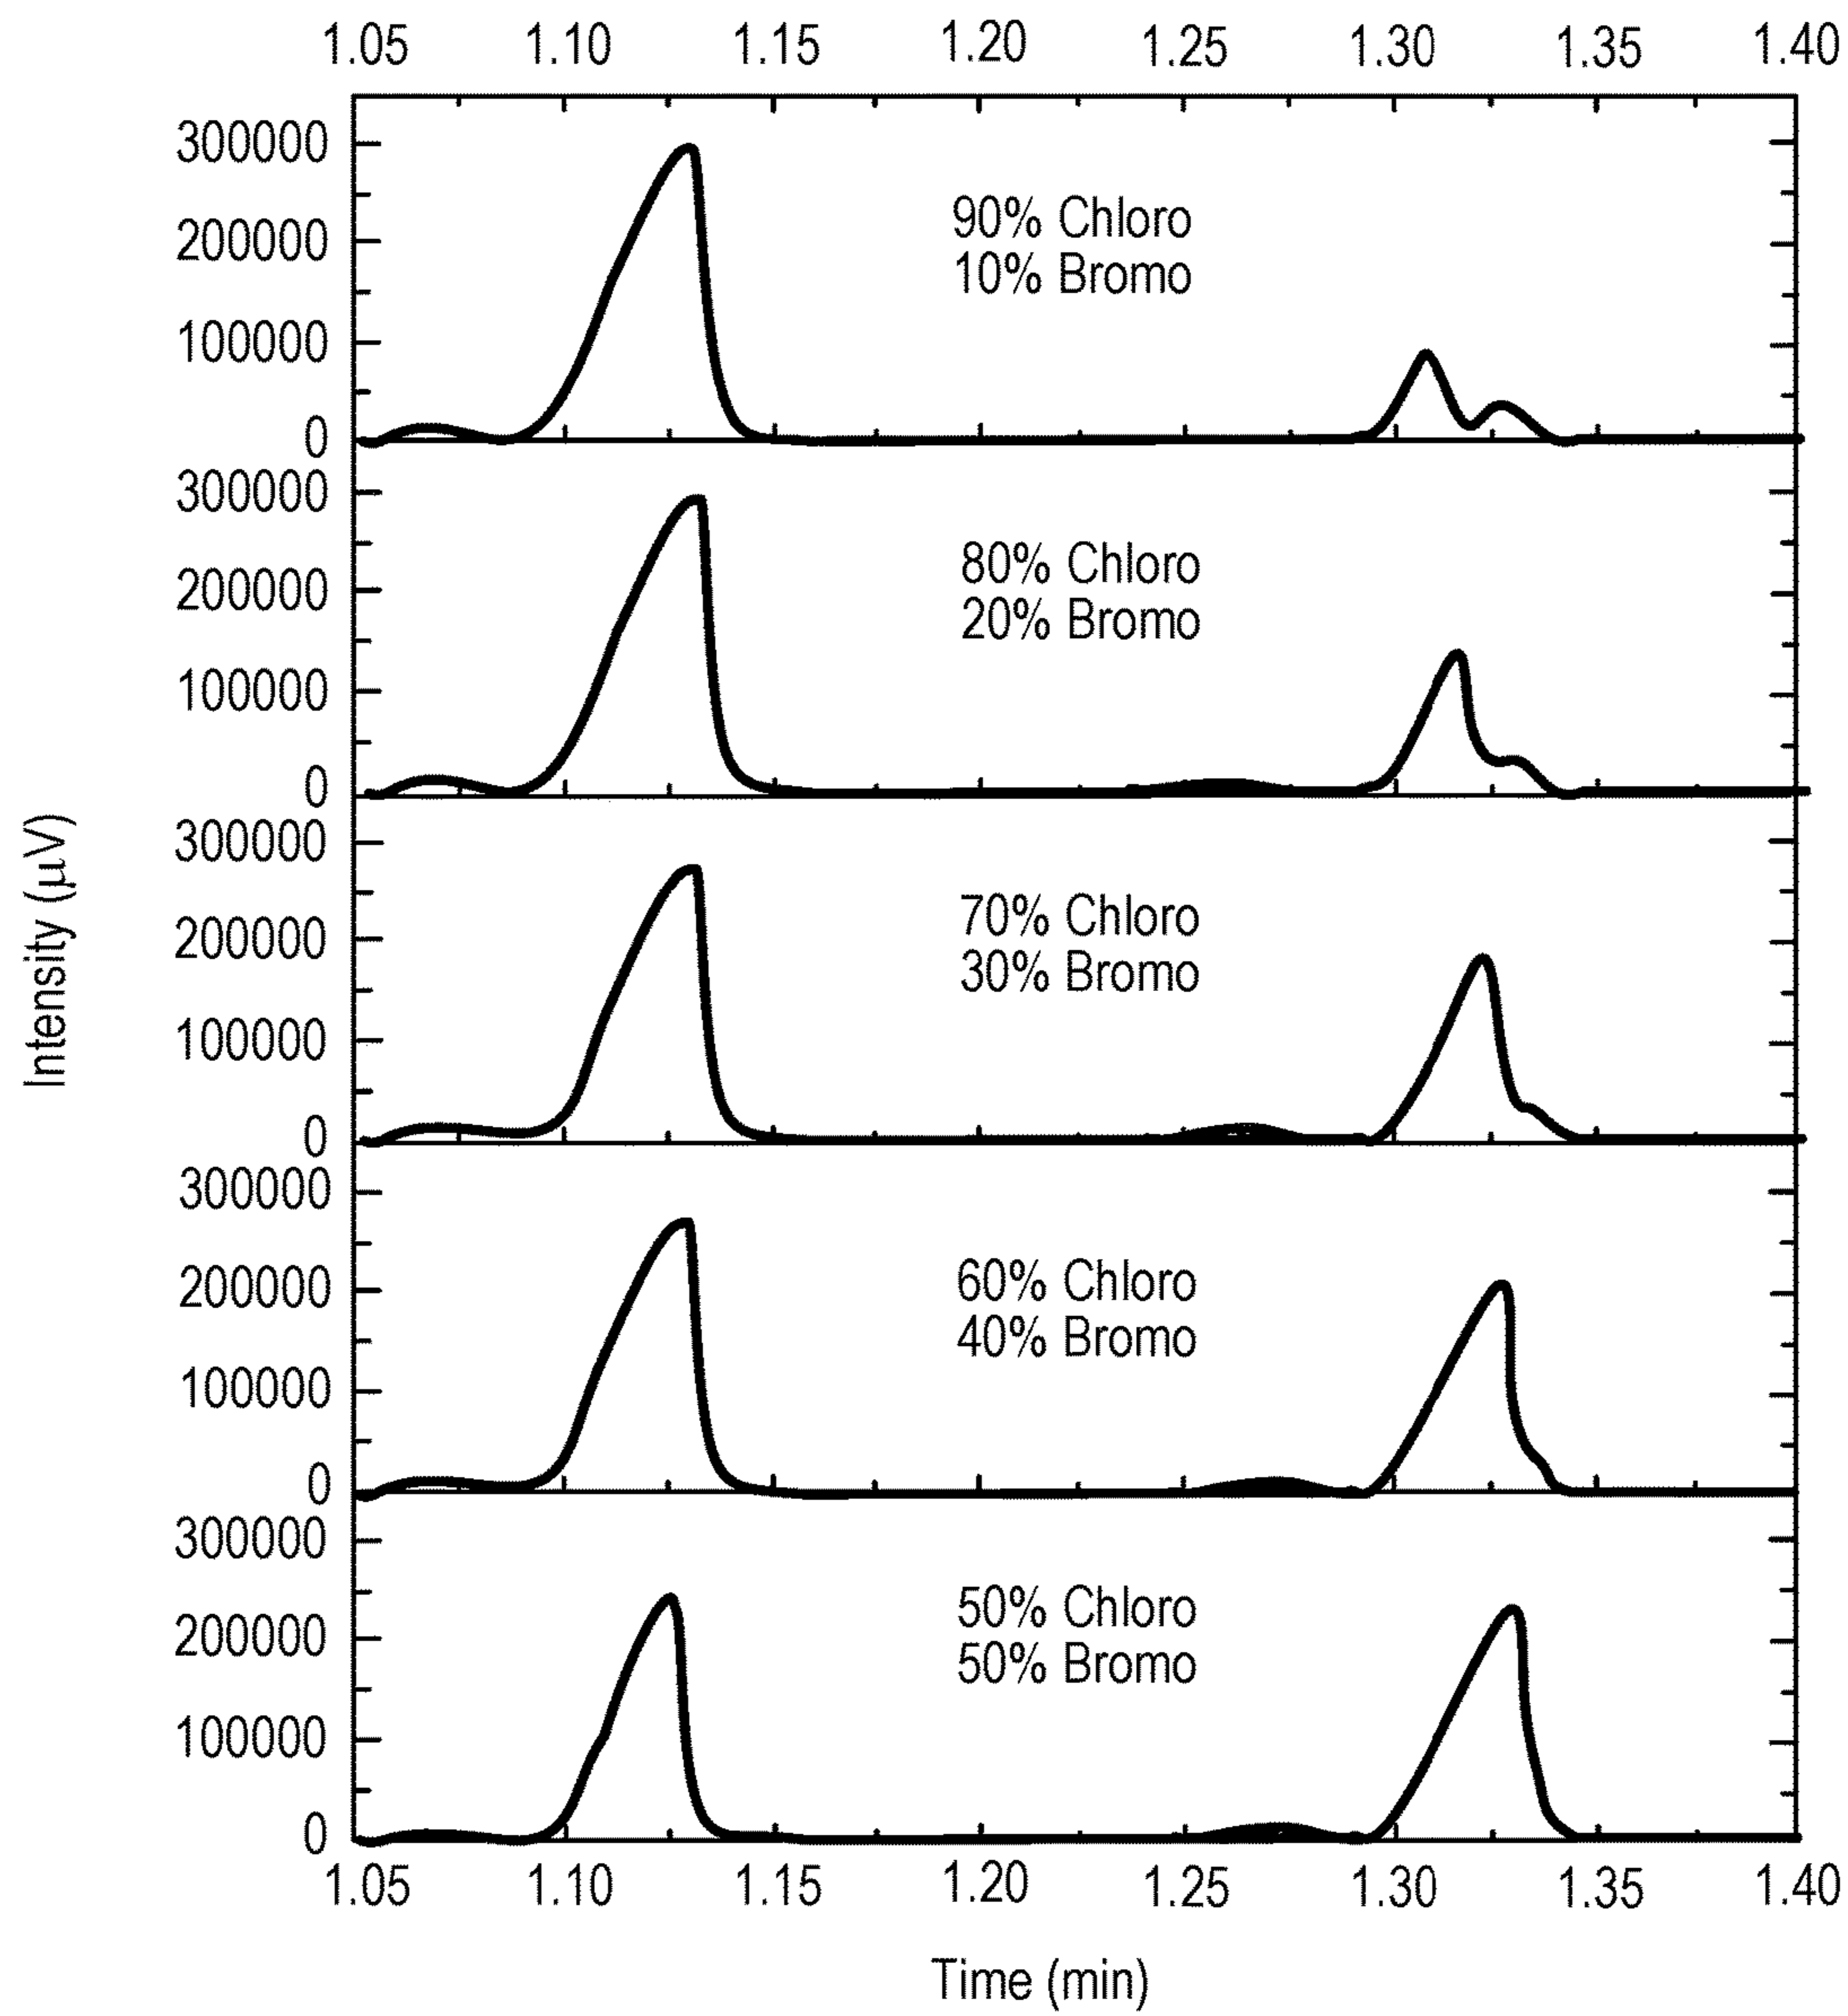 1.05 1.10 1.15 1.20 1.25 1.30 1.35 1.40
300000
200000
100000
0
90% Chloro
10% Bromo
300000
200000
100000
0
80% Chloro
20% Bromo
300000
200000
100000
0
70% Chloro
30% Bromo
300000
200000
100000
0
60% Chloro
40% Bromo
300000
200000
100000
0
50% Chloro
50% Bromo
Intensity (μV)
1.05 1.10 1.15 1.20 1.25 1.30 1.35 1.40
Time (min)